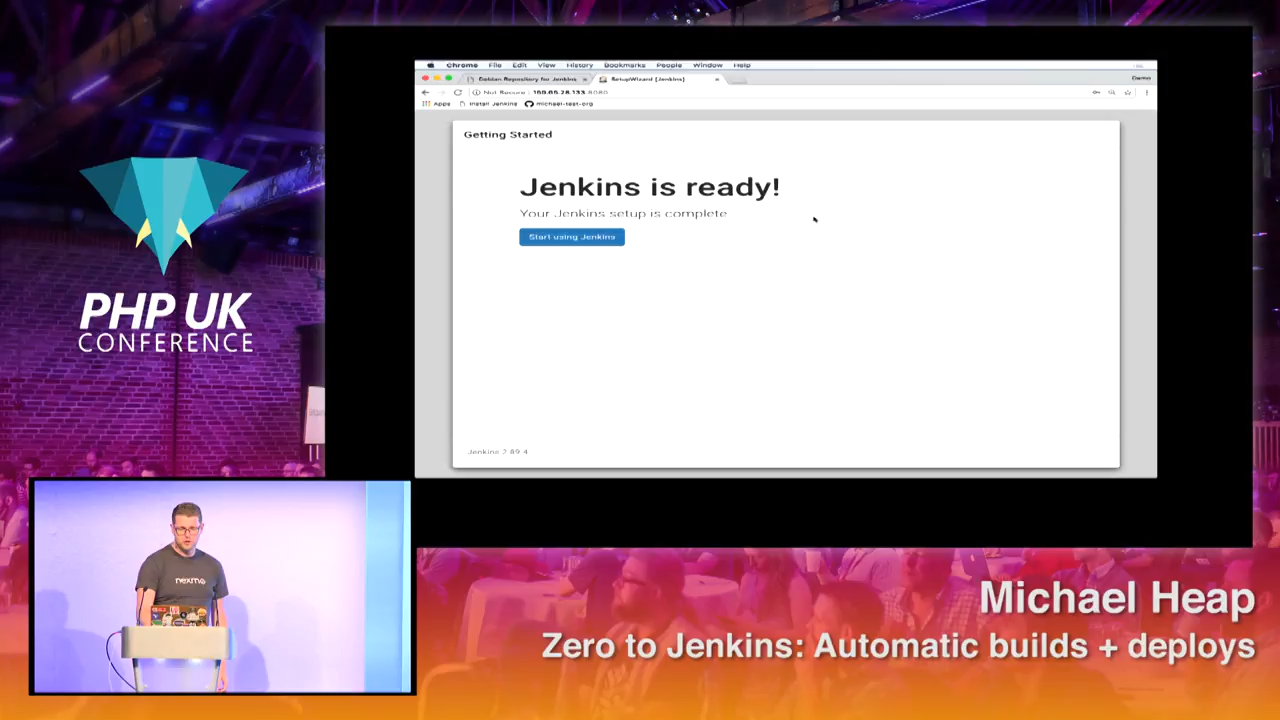 Chrome File Edit View History Bookmarks People Window Help
Debian Repository for Jenkins
SetupWizard [Jenkins]
Demo
Not Secure
Apps
Install Jenkins
michael-test-org
Getting Started
Jenkins is ready!
Your Jenkins setup is complete
Start using Jenkins
Jenkins 2.89.4
PHP UK
CONFERENCE
nexmo
Michael Heap
Zero to Jenkins: Automatic builds + deploys